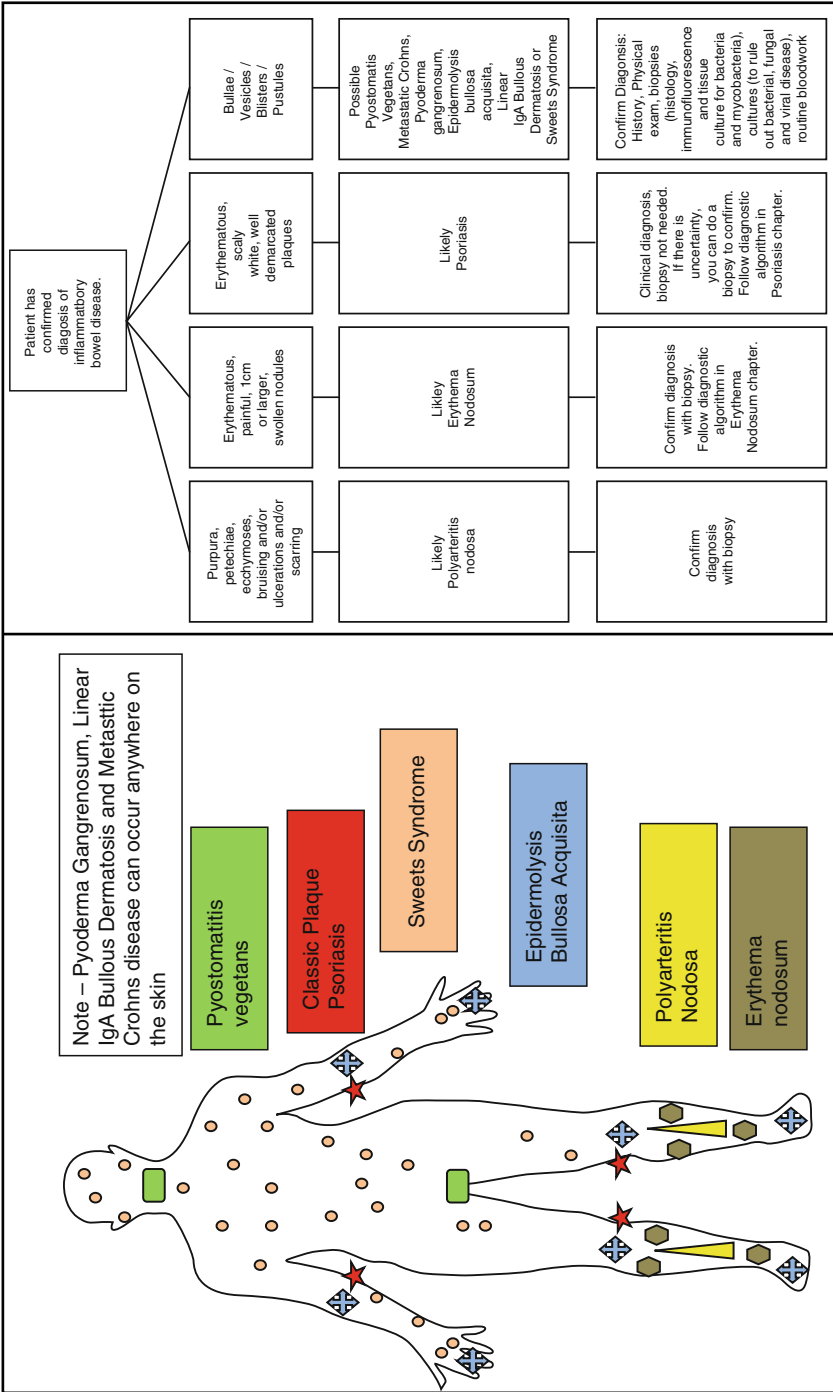 Note – Pyoderma Gangrenosum, Linear
IgA Bullous Dermatosis and Metasttic
Crohns disease can occur anywhere on
the skin
Pyostomatitis
vegetans
Classic Plaque
Psoriasis
Sweets Syndrome
Epidermolysis
Bullosa Acquisita
Polyarteritis
Nodosa
Erythema
nodosum
Patient has
confirmed
diagosis of
inflammatbory
bowel disease.
Purpura,
petechiae,
ecchymoses,
bruising and/or
ulcerations and/or
scarring
Likely
Polyarteritis
nodosa
Confirm
diagnosis
with biopsy
Erythematous,
painful, 1cm
or larger,
swollen nodules
Likley
Erythema
Nodosum
Confirm diagnosis
with biopsy.
Follow diagnostic
algorithm in
Erythema
Nodosum chapter.
Erythematous,
scaly
white, well
demarcated
plaques
Likely
Psoriasis
Clinical diagnosis,
biopsy not needed.
If there is
uncertainty,
you can do a
biopsy to confirm.
Follow diagnostic
algorithm in
Psoriasis chapter.
Bullae /
Vesicles /
Blisters /
Pustules
Possible
Pyostomatis
Vegetans,
Metastatic Crohns,
Pyoderma
gangrenosum,
Epidermolysis
bullosa
acquisita,
Linear
IgA Bullous
Dermatosis or
Sweets Syndrome
Confirm Diagonsis:
History, Physical
exam, biopsies
(histology,
immunofluorescence
and tissue
culture for bacteria
and mycobacteria),
cultures (to rule
out bacterial, fungal
and viral disease),
routine bloodwork